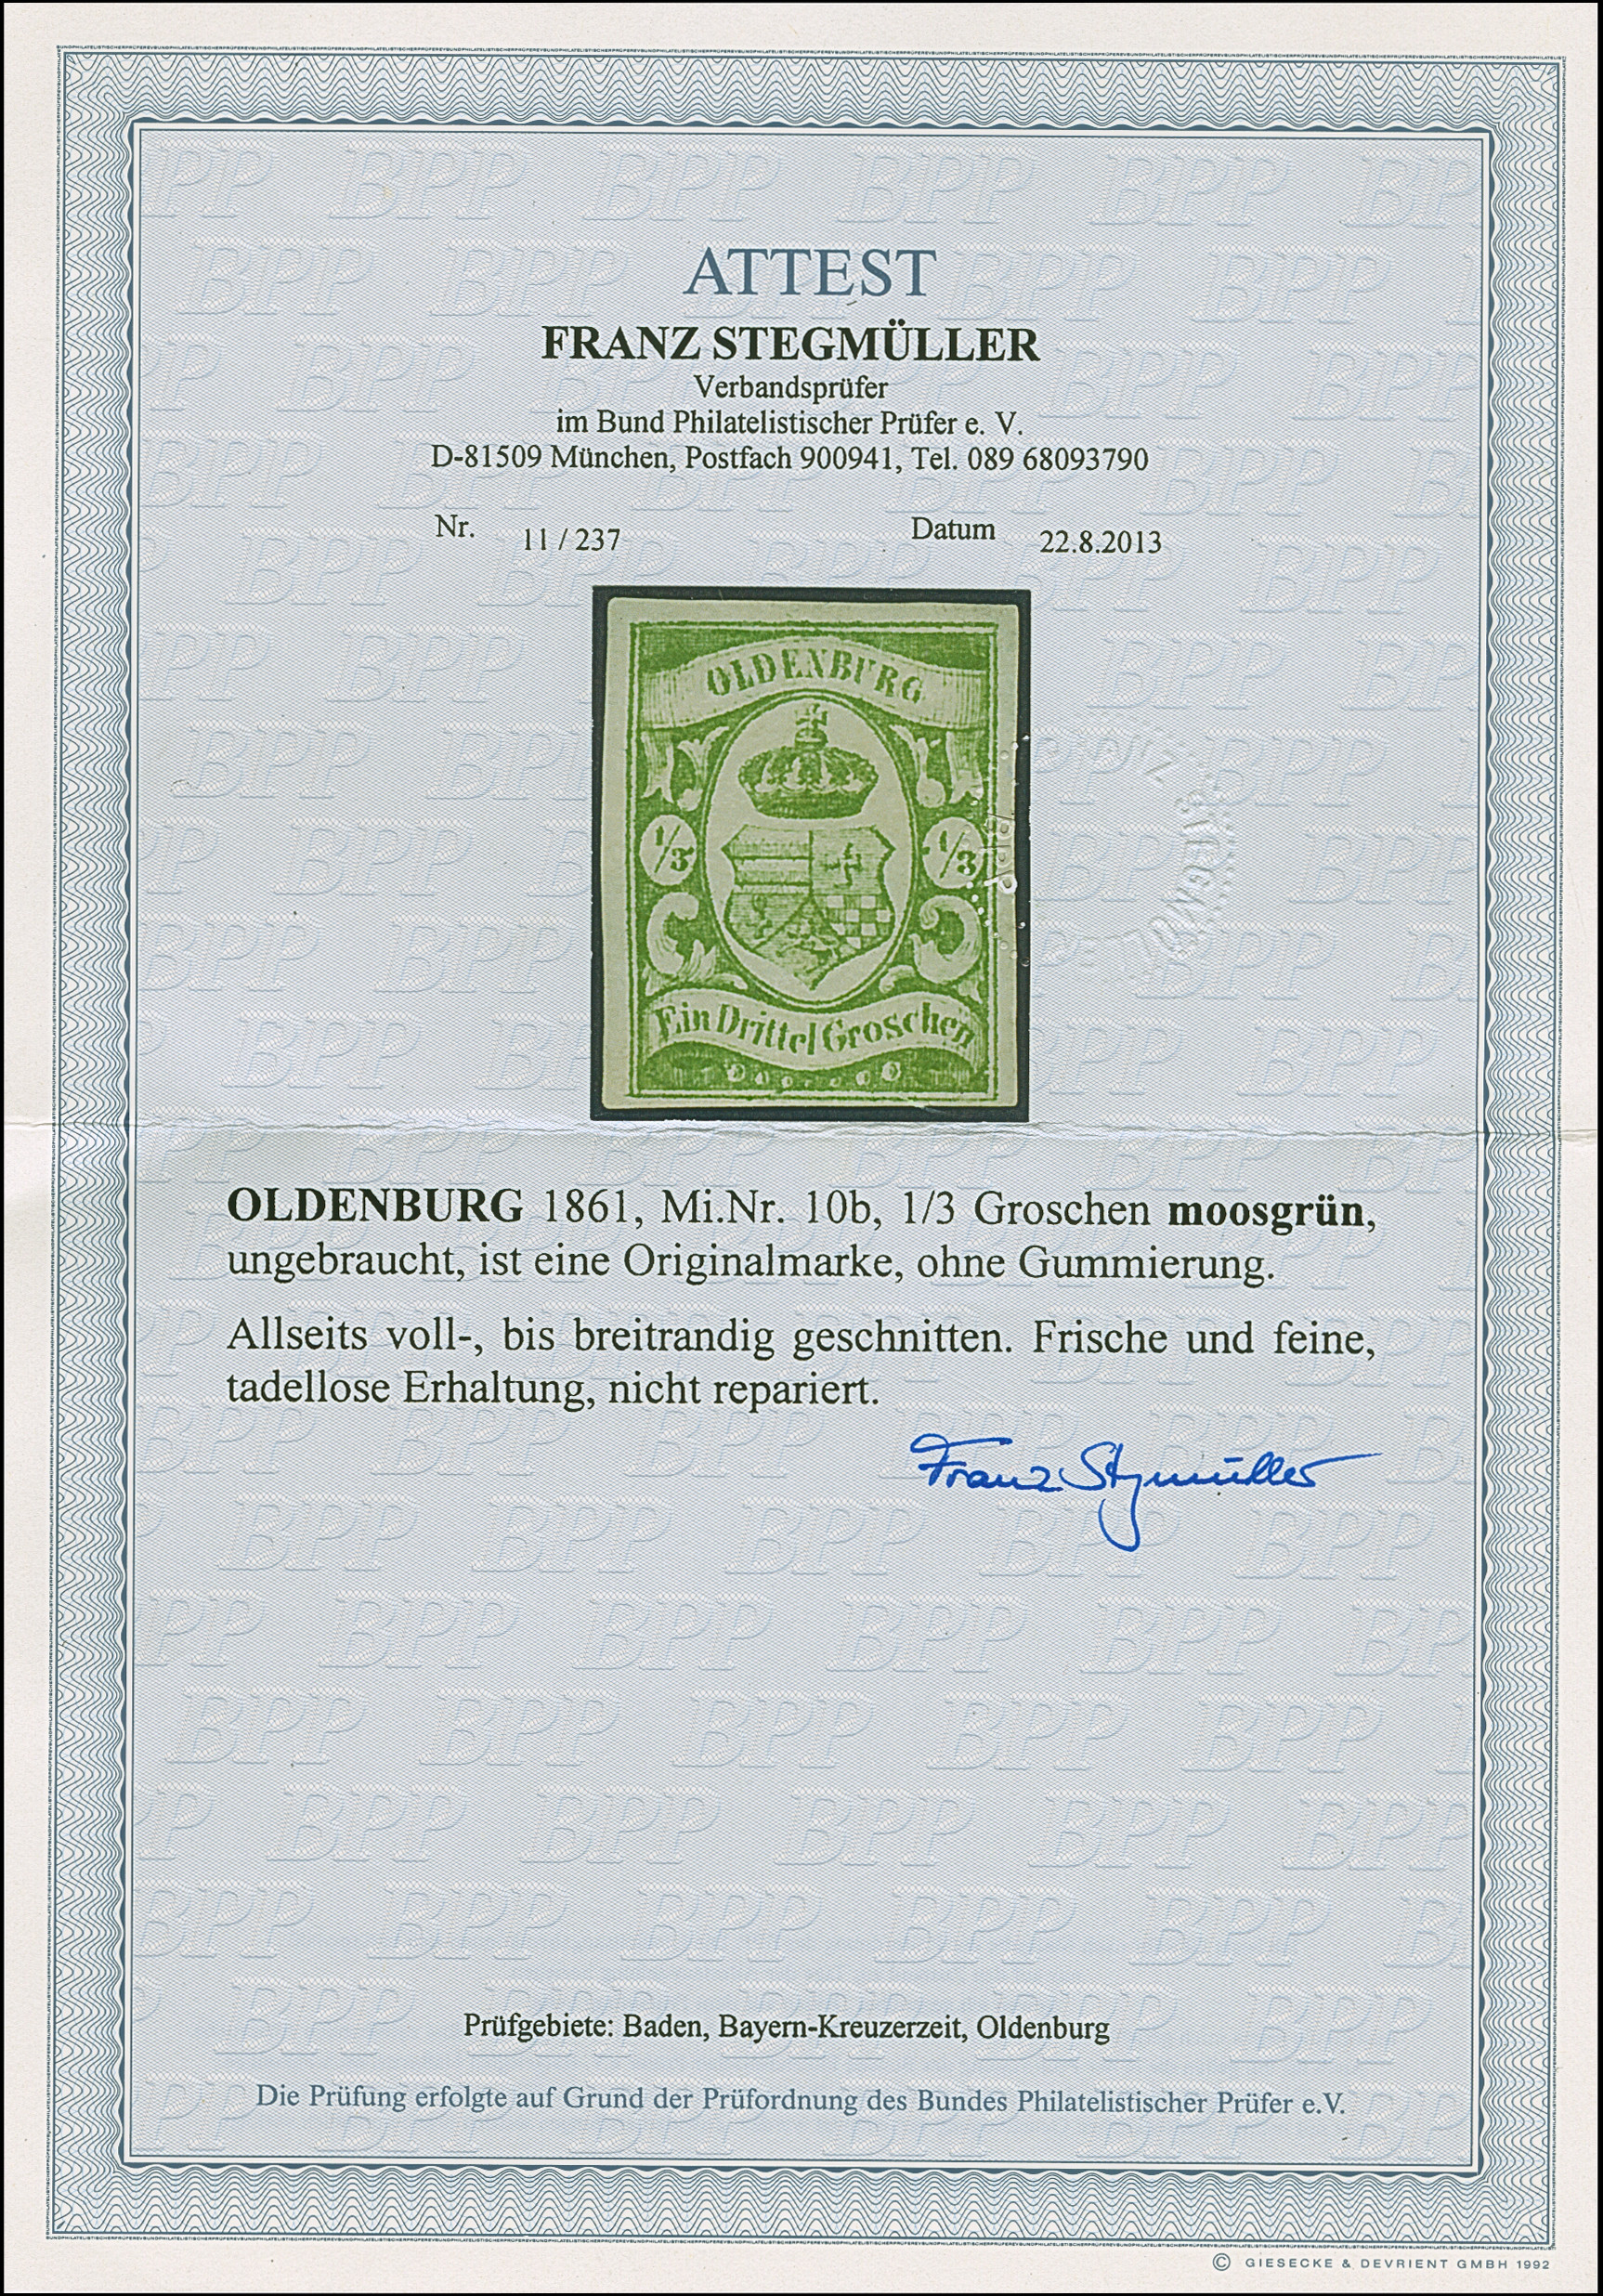 ATTEST
FRANZ STEGMÜLLER
Verbandsprüfer
im Bund Philatelistischer Prüfer e. V.
D-81509 München, Postfach 900941, Tel. 089 68093790
Nr. 11 / 237 Datum 22.8.2013
OLDENBURG
1/3 1/3
Ein Drittel Groschen
OLDENBURG 1861, Mi.Nr. 10b, 1/3 Groschen moosgrün,
ungebraucht, ist eine Originalmarke, ohne Gummierung.
Allseits voll-, bis breitrandig geschnitten. Frische und feine,
tadellose Erhaltung, nicht repariert.
Franz Stegmüller
Prüfgebiete: Baden, Bayern-Kreuzerzeit, Oldenburg
Die Prüfung erfolgte auf Grund der Prüfordnung des Bundes Philatelistischer Prüfer e.V.
© GIESECKE & DEVRIENT GMBH 1992